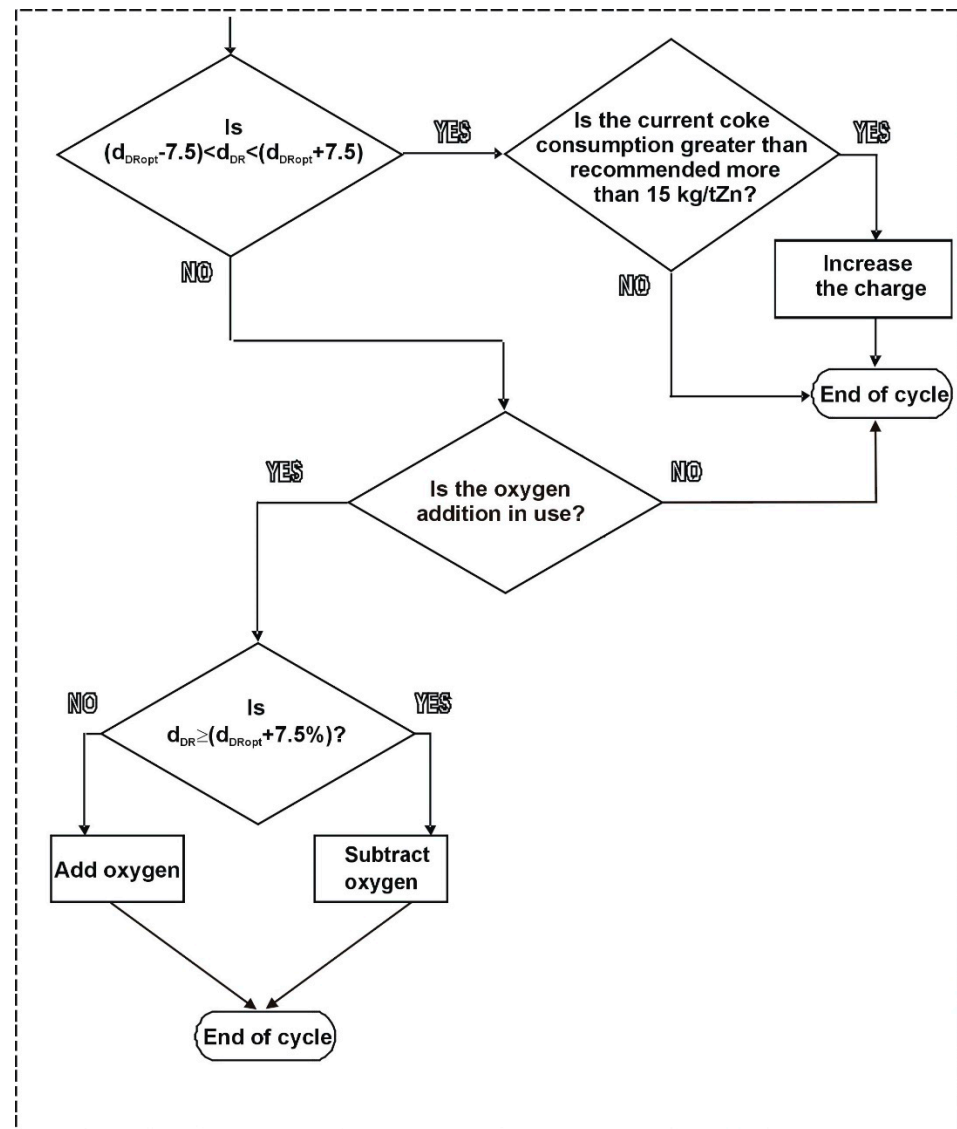 Is
(dDRopt-7.5)<dDR<(dDRopt+7.5)
YES
Is the current coke
consumption greater than
recommended more
than 15 kg/tZn?
YES
NO
NO
Increase
the charge
End of cycle
YES
NO
Is the oxygen
addition in use?
NO
YES
Is
dDR≥(dDRopt+7.5%)?
Add oxygen
Subtract
oxygen
End of cycle